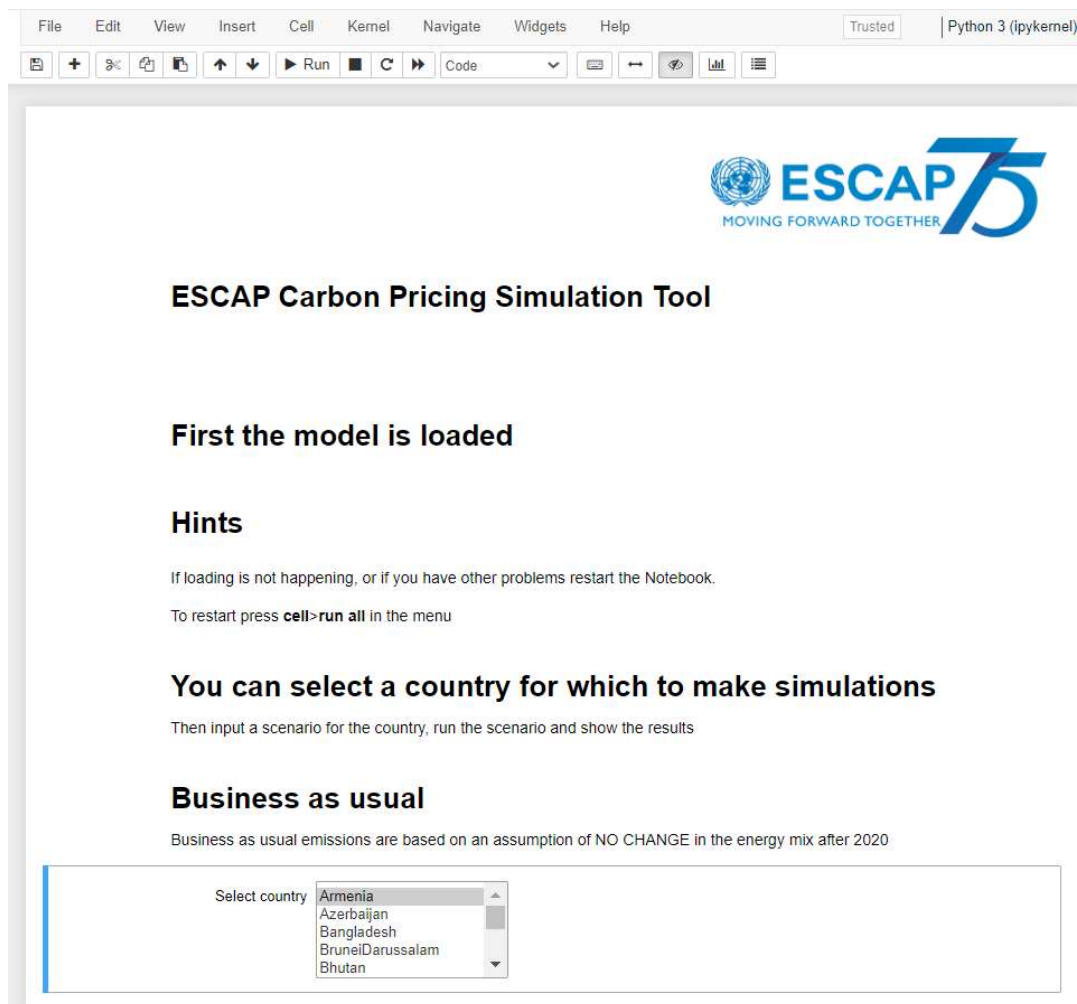 File Edit View Insert Cell Kernel Navigate Widgets Help Trusted Python 3 (ipykernel)
Run Code
ESCAP 75
MOVING FORWARD TOGETHER
ESCAP Carbon Pricing Simulation Tool
First the model is loaded
Hints
If loading is not happening, or if you have other problems restart the Notebook.
To restart press cell>run all in the menu
You can select a country for which to make simulations
Then input a scenario for the country, run the scenario and show the results
Business as usual
Business as usual emissions are based on an assumption of NO CHANGE in the energy mix after 2020
Select country Armenia
Azerbaijan
Bangladesh
BruneiDarussalam
Bhutan